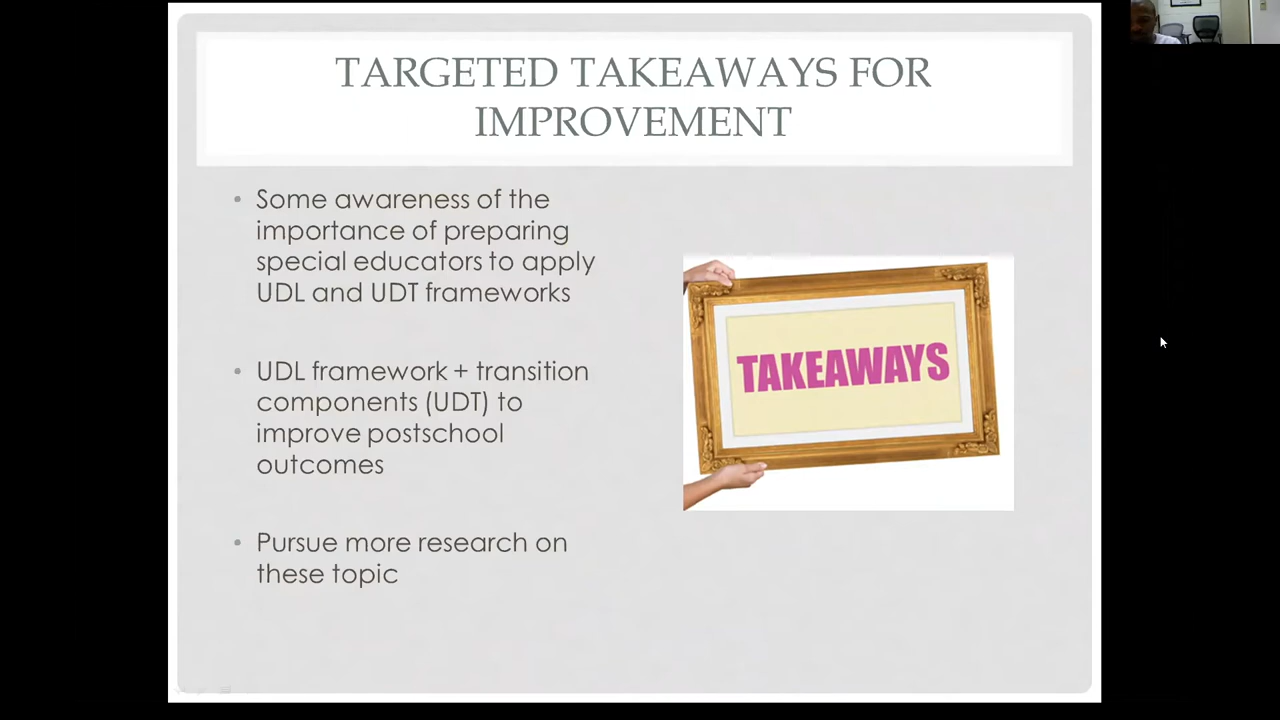 TARGETED TAKEAWAYS FOR
IMPROVEMENT
• Some awareness of the
importance of preparing
special educators to apply
UDL and UDT frameworks
• UDL framework + transition
components (UDT) to
improve postschool
outcomes
• Pursue more research on
these topic
TAKEAWAYS